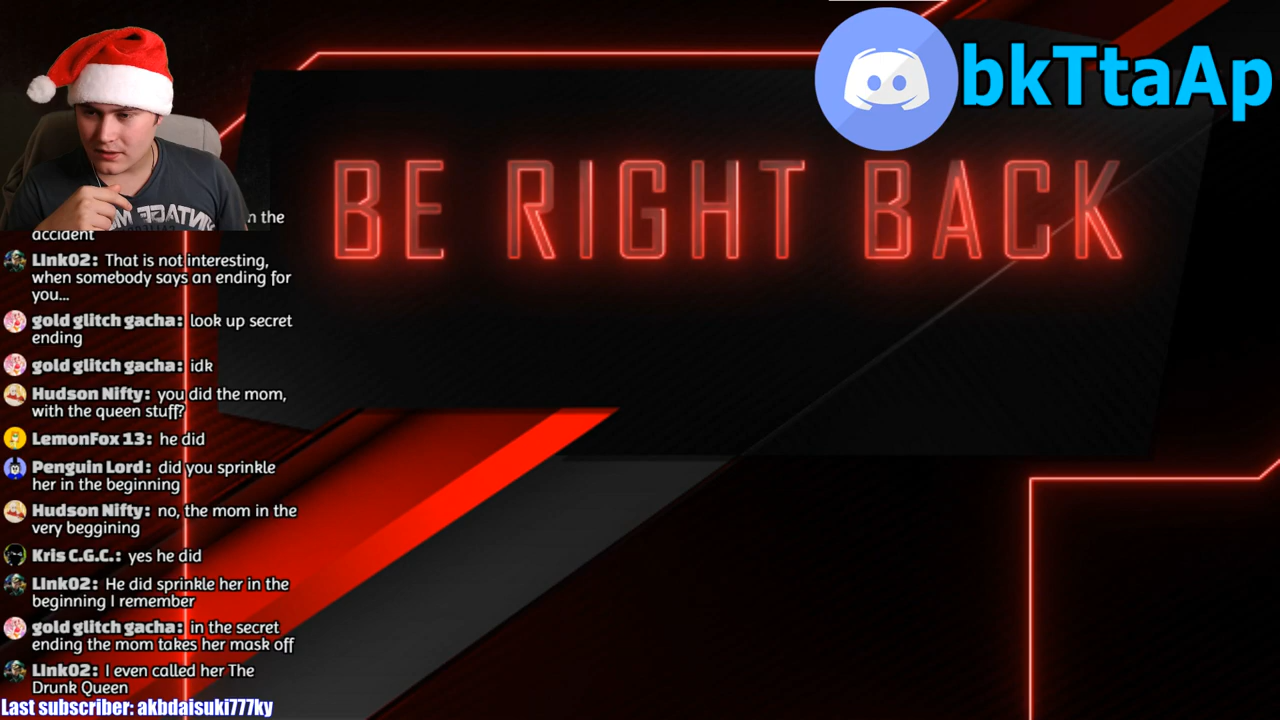 bkTtaAp
BE RIGHT BACK
n the
accident
LInk02: That is not interesting,
when somebody says an ending for
you...
gold glitch gacha: look up secret
ending
gold glitch gacha: idk
Hudson Nifty: you did the mom,
with the queen stuff?
LemonFox 13: he did
Penguin Lord: did you sprinkle
her in the beginning
Hudson Nifty: no, the mom in the
very beggining
Kris C.G.C.: yes he did
LInk02: He did sprinkle her in the
beginning I remember
gold glitch gacha: in the secret
ending the mom takes her mask off
LInk02: I even called her The
Drunk Queen
Last subscriber: akbdaisuki777ky